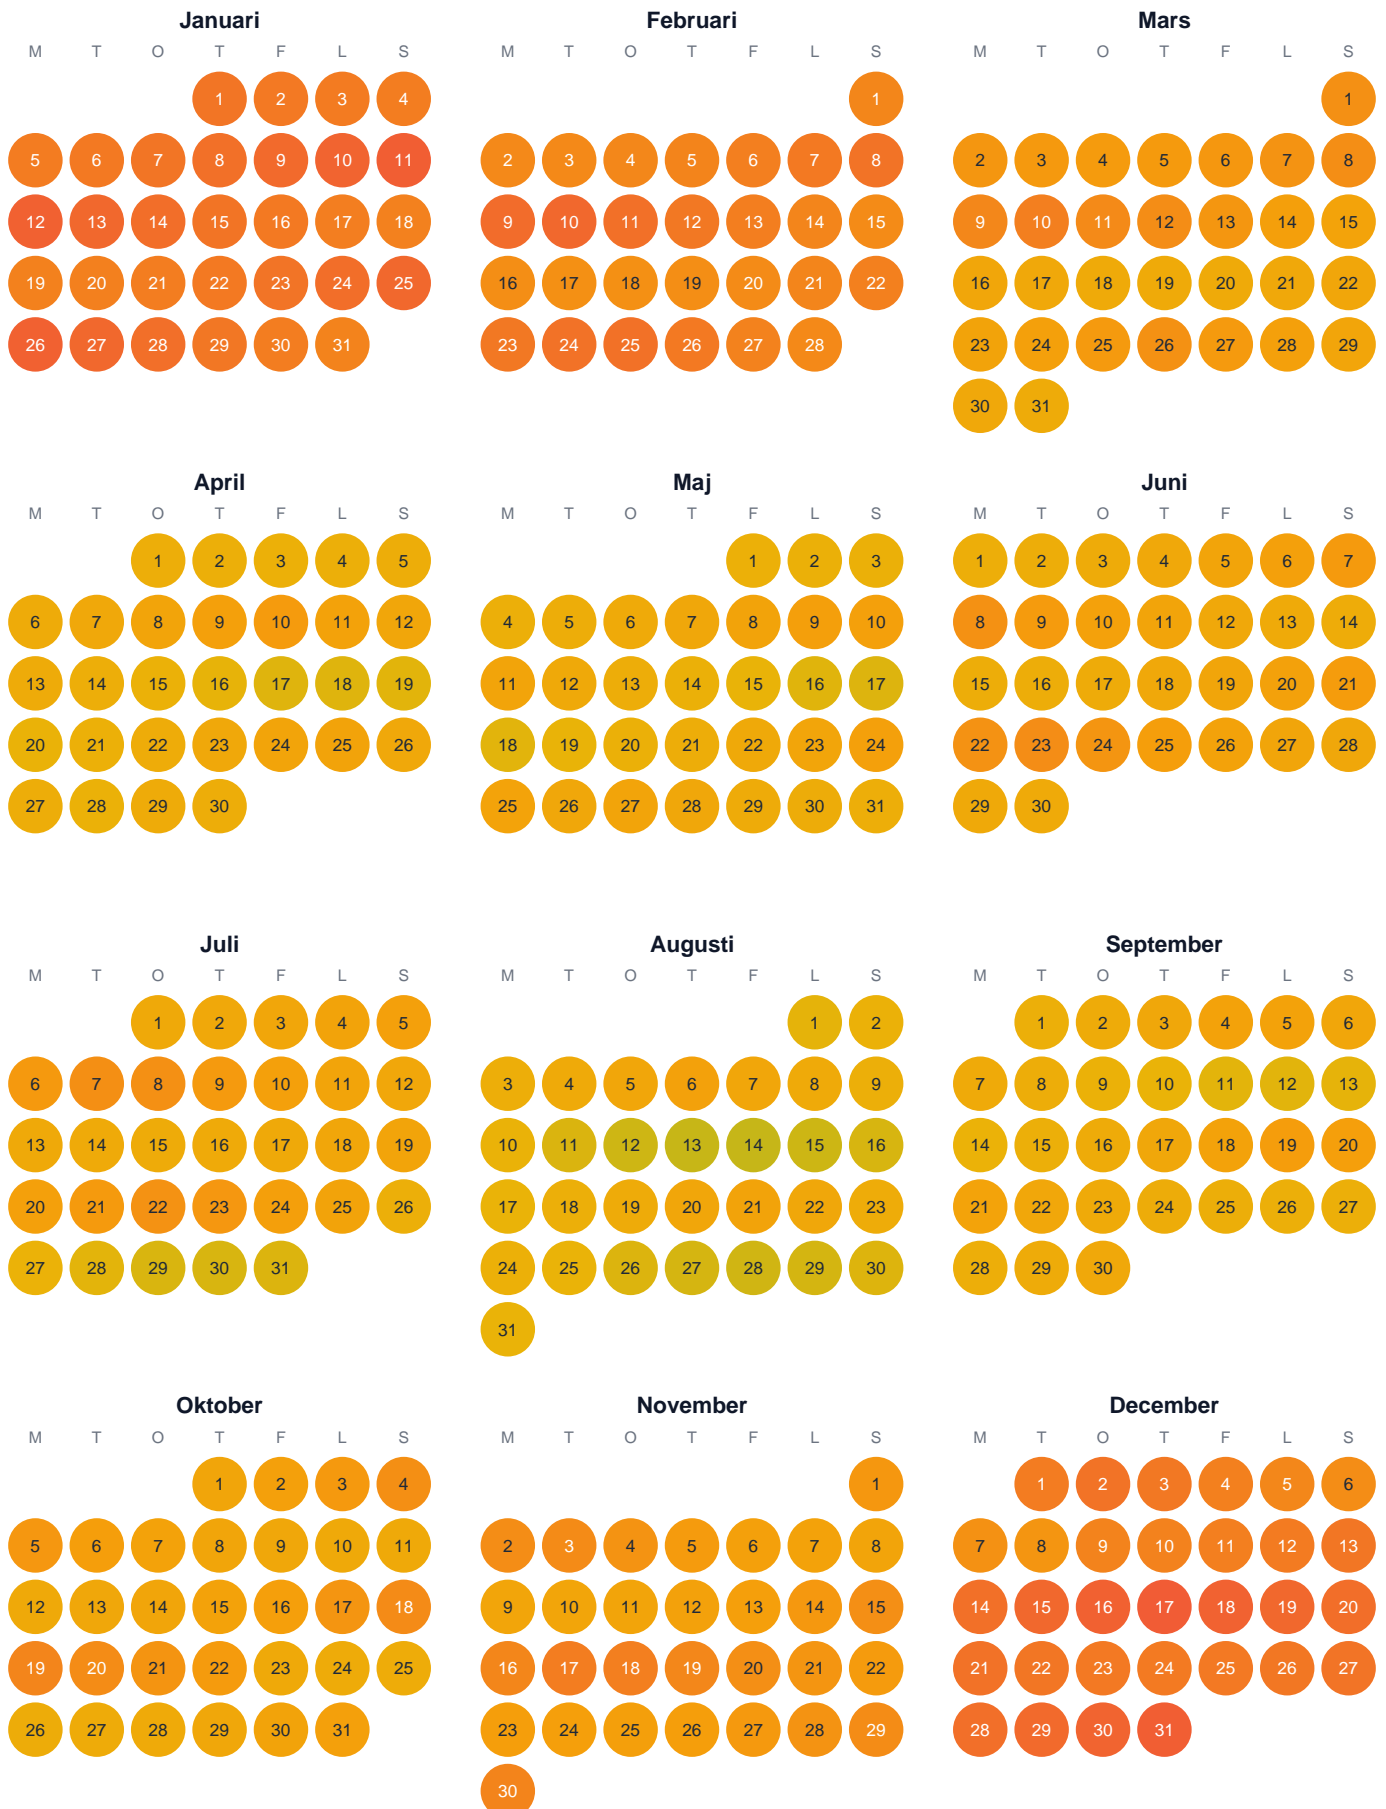 Januari Februari Mars
M T O T F L S M T O T F L S M T O T F L S
1 2 3 4 1 1
5 6 7 8 9 10 11 2 3 4 5 6 7 8 2 3 4 5 6 7 8
12 13 14 15 16 17 18 9 10 11 12 13 14 15 9 10 11 12 13 14 15
19 20 21 22 23 24 25 16 17 18 19 20 21 22 16 17 18 19 20 21 22
26 27 28 29 30 31 23 24 25 26 27 28 23 24 25 26 27 28 29
30 31
April Maj Juni
M T O T F L S M T O T F L S M T O T F L S
1 2 3 4 5 1 2 3 1 2 3 4 5 6 7
6 7 8 9 10 11 12 4 5 6 7 8 9 10 8 9 10 11 12 13 14
13 14 15 16 17 18 19 11 12 13 14 15 16 17 15 16 17 18 19 20 21
20 21 22 23 24 25 26 18 19 20 21 22 23 24 22 23 24 25 26 27 28
27 28 29 30 25 26 27 28 29 30 31 29 30
Juli Augusti September
M T O T F L S M T O T F L S M T O T F L S
1 2 3 4 5 1 2 1 2 3 4 5 6
6 7 8 9 10 11 12 3 4 5 6 7 8 9 7 8 9 10 11 12 13
13 14 15 16 17 18 19 10 11 12 13 14 15 16 14 15 16 17 18 19 20
20 21 22 23 24 25 26 17 18 19 20 21 22 23 21 22 23 24 25 26 27
27 28 29 30 31 24 25 26 27 28 29 30 28 29 30
31
Oktober November December
M T O T F L S M T O T F L S M T O T F L S
1 2 3 4 1 1 2 3 4 5 6
5 6 7 8 9 10 11 2 3 4 5 6 7 8 7 8 9 10 11 12 13
12 13 14 15 16 17 18 9 10 11 12 13 14 15 14 15 16 17 18 19 20
19 20 21 22 23 24 25 16 17 18 19 20 21 22 21 22 23 24 25 26 27
26 27 28 29 30 31 23 24 25 26 27 28 29 28 29 30 31
30